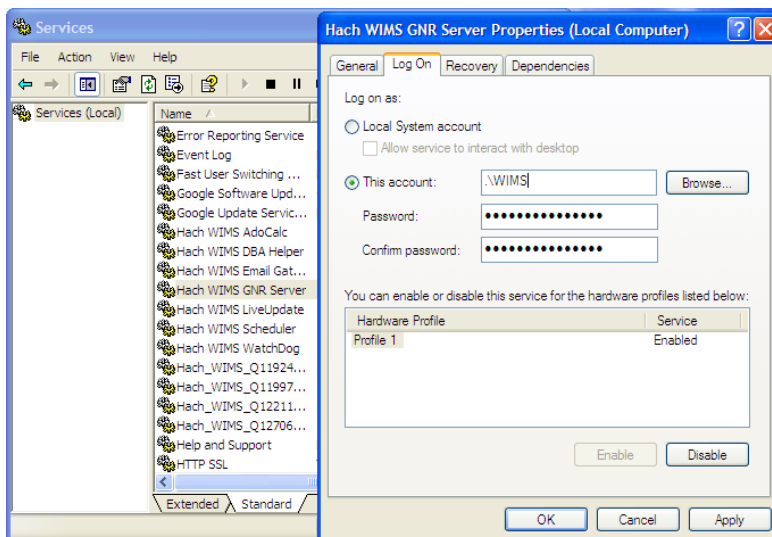 Services
File Action View Help
Services (Local)
Name
Error Reporting Service
Event Log
Fast User Switching ...
Google Software Upd...
Google Update Servic...
Hach WIMS AdoCalc
Hach WIMS DBA Helper
Hach WIMS Email Gat...
Hach WIMS GNR Server
Hach WIMS LiveUpdate
Hach WIMS Scheduler
Hach WIMS WatchDog
Hach_WIMS_Q11924...
Hach_WIMS_Q11997...
Hach_WIMS_Q12211...
Hach_WIMS_Q12706...
Help and Support
HTTP SSL
Extended Standard
Hach WIMS GNR Server Properties (Local Computer)
General Log On Recovery Dependencies
Log on as:
Local System account
Allow service to interact with desktop
This account: .\WIMS Browse...
Password: •••••••••••••••
Confirm password: •••••••••••••••
You can enable or disable this service for the hardware profiles listed below:
Hardware Profile Service
Profile 1 Enabled
Enable Disable
OK Cancel Apply